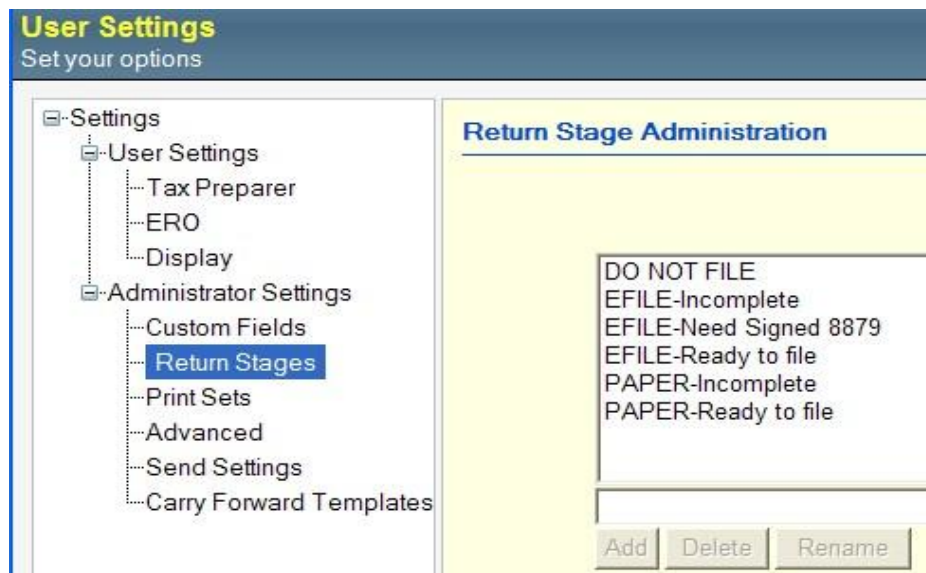 User Settings
Set your options
Settings
User Settings
Tax Preparer
ERO
Display
Administrator Settings
Custom Fields
Return Stages
Print Sets
Advanced
Send Settings
Carry Forward Templates
Return Stage Administration
DO NOT FILE
EFILE-Incomplete
EFILE-Need Signed 8879
EFILE-Ready to file
PAPER-Incomplete
PAPER-Ready to file
Add Delete Rename